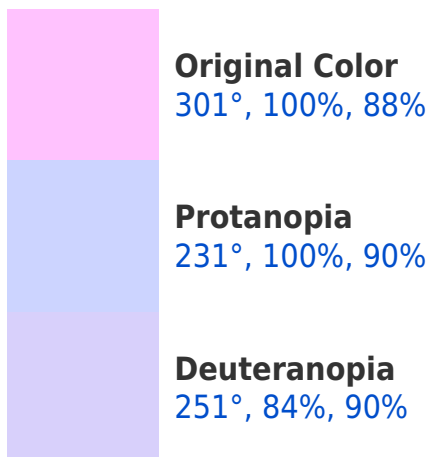 Original Color
301°, 100%, 88%
Protanopia
231°, 100%, 90%
Deuteranopia
251°, 84%, 90%